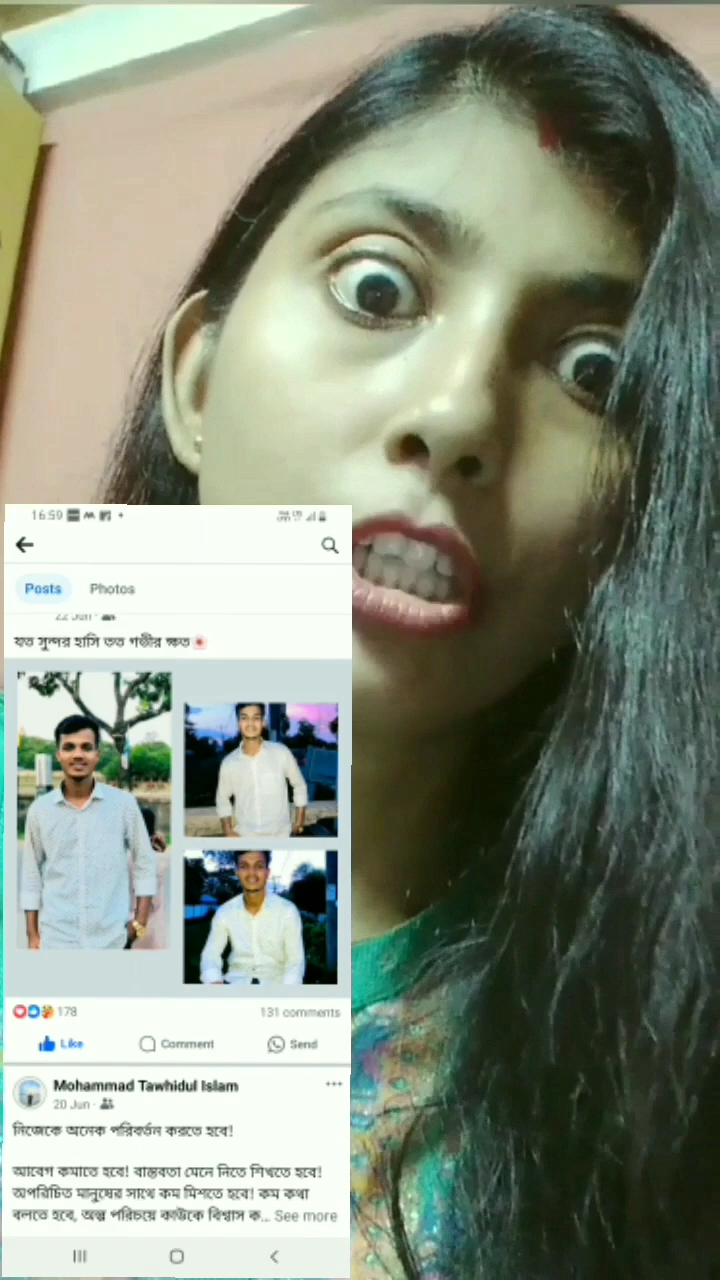 16:59
Posts Photos
22 Jun
যত সুন্দর হাসি তত গভীর ক্ষত
178 131 comments
Like Comment Send
Mohammad Tawhidul Islam
20 Jun
নিজেকে অনেক পরিবর্তন করতে হবে!
আবেগ কমাতে হবে! বাস্তবতা মেনে নিতে শিখতে হবে!
অপরিচিত মানুষের সাথে কম মিশতে হবে! কম কথা
বলতে হবে, অল্প পরিচয়ে কাউকে বিশ্বাস ক... See more